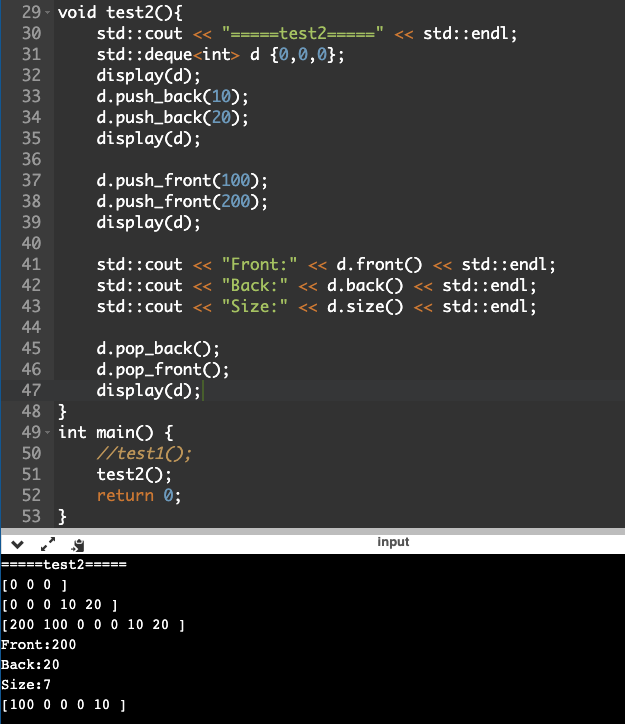 29 void test2(){
30     std::cout << "=====test2=====" << std::endl;
31     std::deque<int> d {0,0,0};
32     display(d);
33     d.push_back(10);
34     d.push_back(20);
35     display(d);
36
37     d.push_front(100);
38     d.push_front(200);
39     display(d);
40
41     std::cout << "Front:" << d.front() << std::endl;
42     std::cout << "Back:" << d.back() << std::endl;
43     std::cout << "Size:" << d.size() << std::endl;
44
45     d.pop_back();
46     d.pop_front();
47     display(d);
48 }
49 int main() {
50     //test1();
51     test2();
52     return 0;
53 }
input
=====test2=====
[0 0 0 ]
[0 0 0 10 20 ]
[200 100 0 0 0 10 20 ]
Front:200
Back:20
Size:7
[100 0 0 0 10 ]